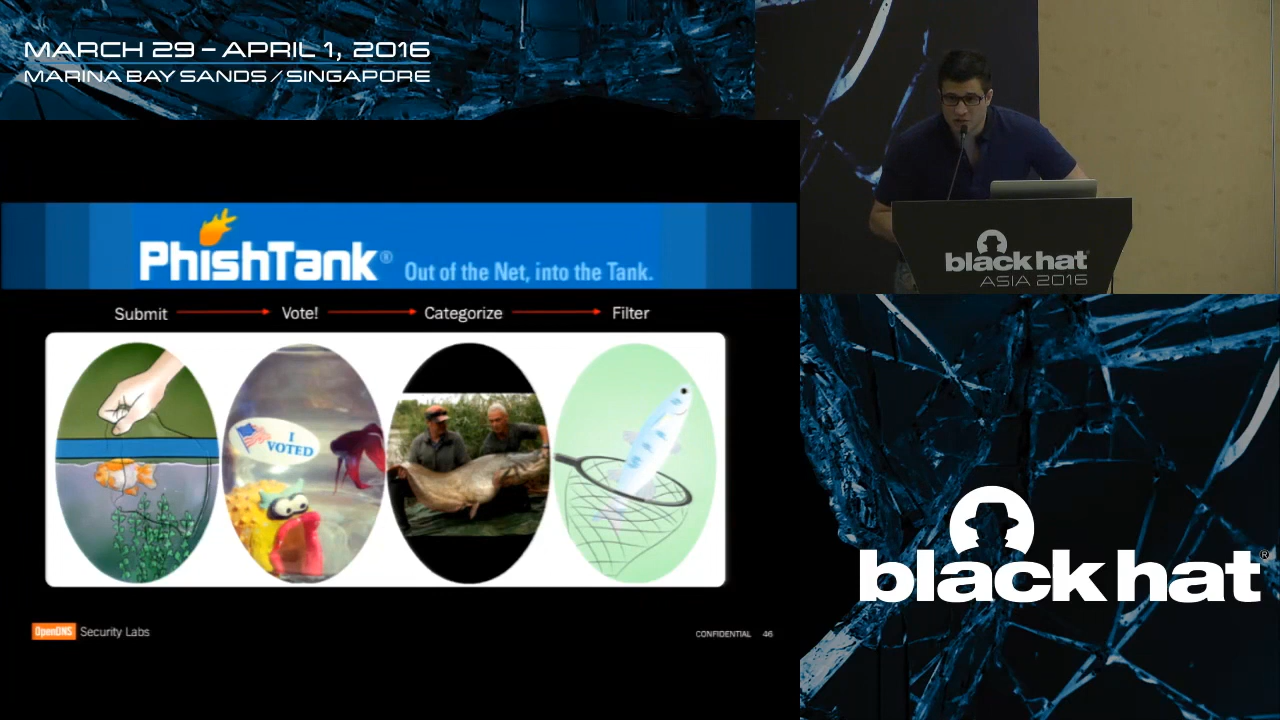 MARCH 29 – APRIL 1, 2016
MARINA BAY SANDS / SINGAPORE
PhishTank® Out of the Net, into the Tank.
Submit Vote! Categorize Filter
I VOTED
OpenDNS Security Labs
CONFIDENTIAL 46
black hat®
ASIA 2016
black hat®